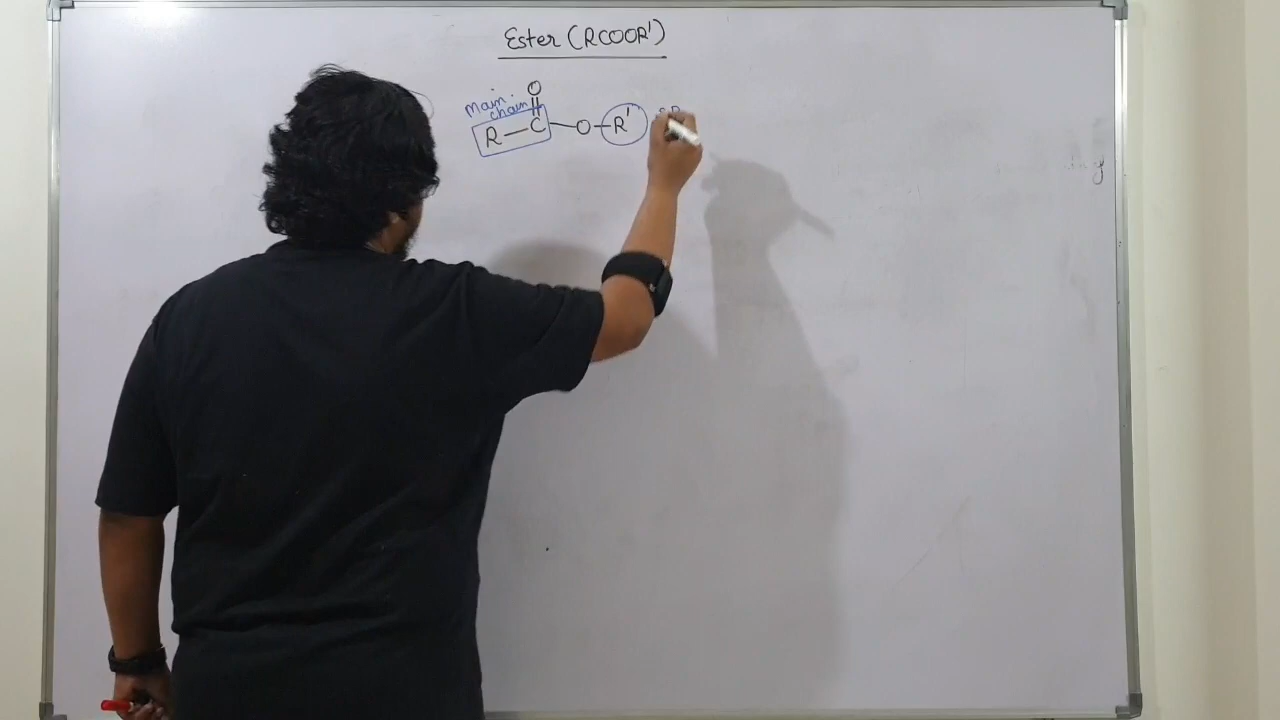 Ester (RCOOR')
O
main
chain
R — C — O — R'